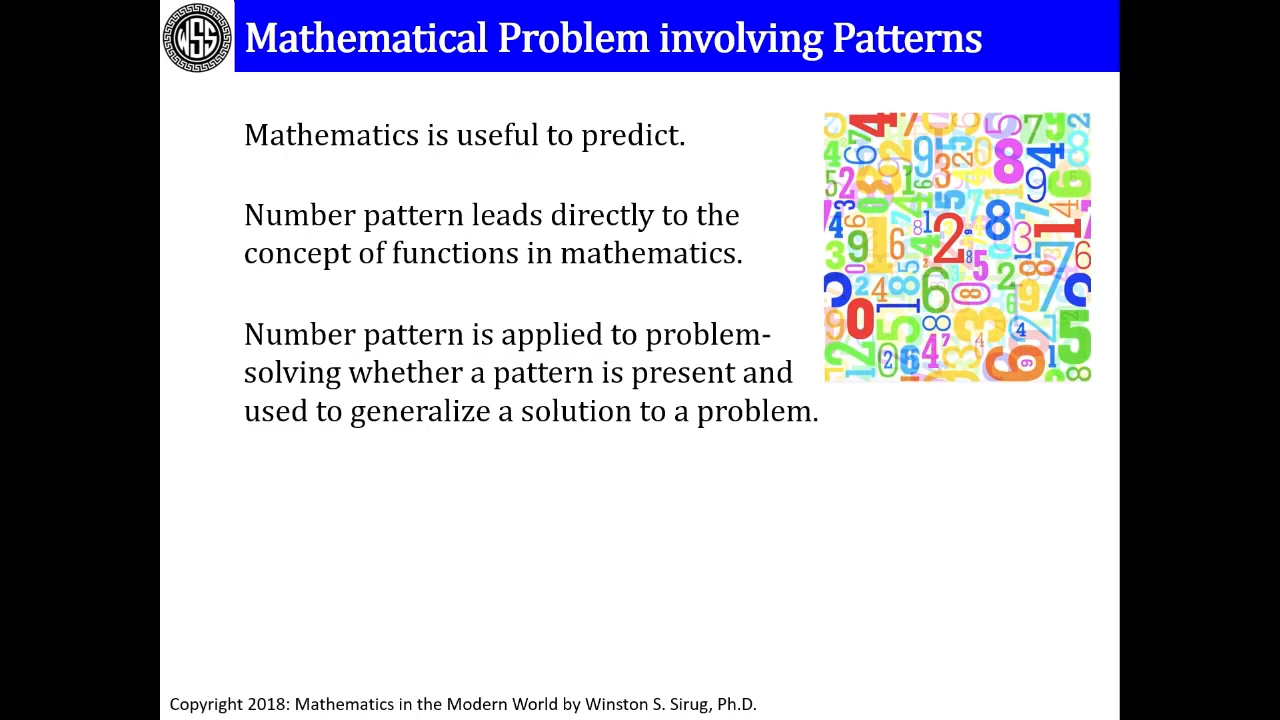 WSS
Mathematical Problem involving Patterns
Mathematics is useful to predict.
Number pattern leads directly to the
concept of functions in mathematics.
Number pattern is applied to problem-
solving whether a pattern is present and
used to generalize a solution to a problem.
Copyright 2018: Mathematics in the Modern World by Winston S. Sirug, Ph.D.